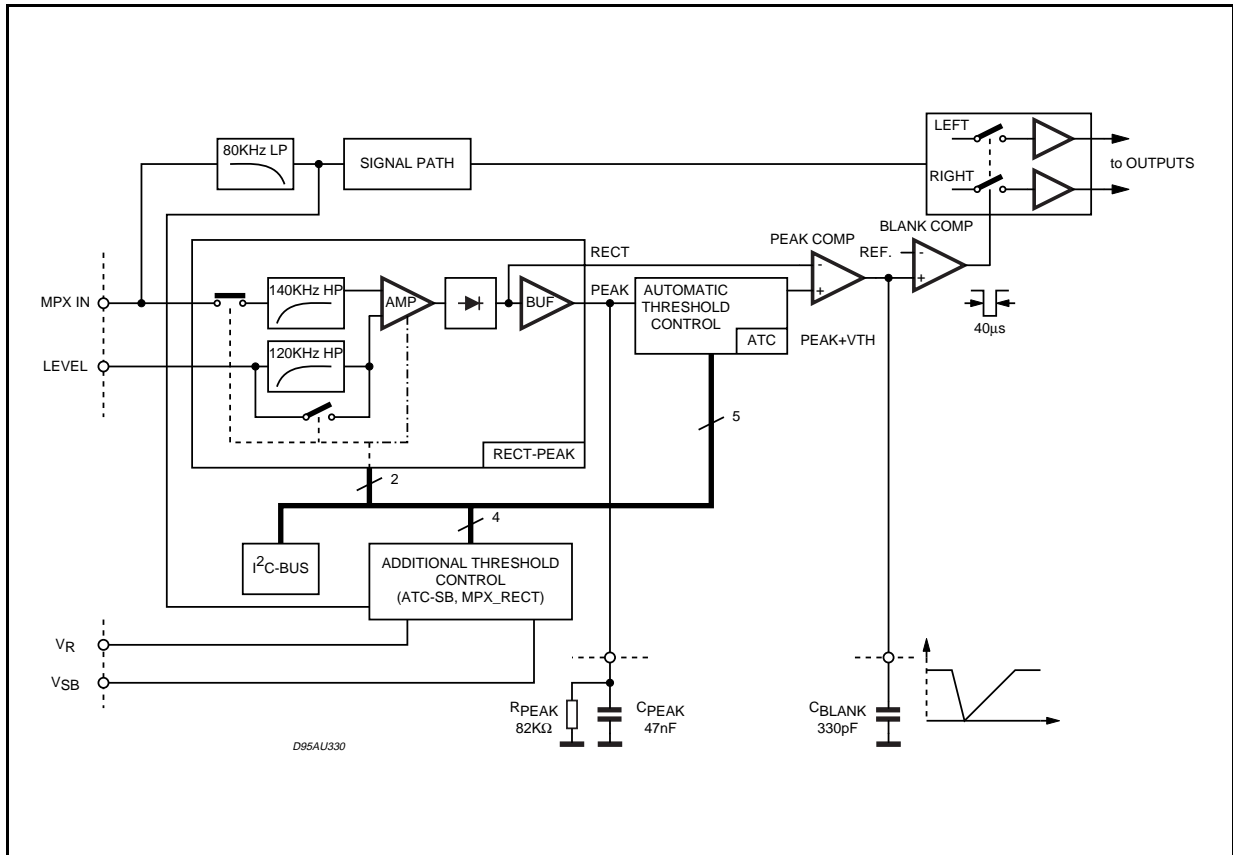 LEFT
80KHz LP
SIGNAL PATH
to OUTPUTS
RIGHT
BLANK COMP
PEAK COMP
RECT
REF.
-
+
-
+
MPX IN
140KHz HP
AMP
BUF
PEAK
AUTOMATIC
THRESHOLD
CONTROL
ATC
PEAK+VTH
40µs
LEVEL
120KHz HP
5
RECT-PEAK
2
4
I²C-BUS
ADDITIONAL THRESHOLD
CONTROL
(ATC-SB, MPX_RECT)
VR
VSB
RPEAK
82KΩ
CPEAK
47nF
CBLANK
330pF
D95AU330